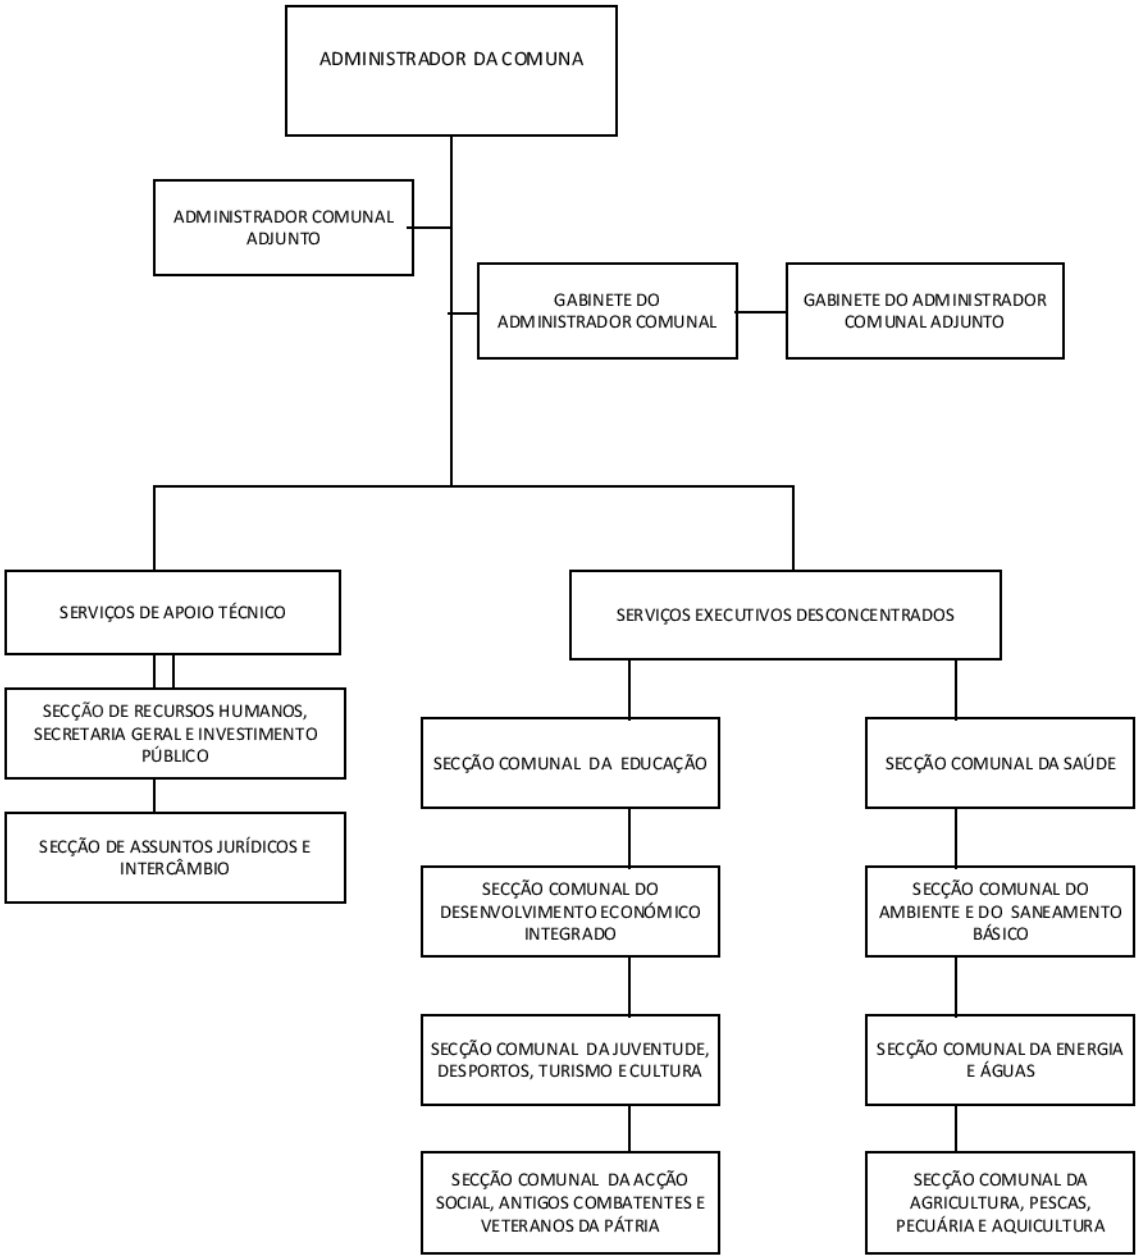 ADMINISTRADOR DA COMUNA
ADMINISTRADOR COMUNAL
ADJUNTO
GABINETE DO
ADMINISTRADOR COMUNAL
GABINETE DO ADMINISTRADOR
COMUNAL ADJUNTO
SERVIÇOS DE APOIO TÉCNICO
SECÇÃO DE RECURSOS HUMANOS,
SECRETARIA GERAL E INVESTIMENTO
PÚBLICO
SECÇÃO DE ASSUNTOS JURÍDICOS E
INTERCÂMBIO
SERVIÇOS EXECUTIVOS DESCONCENTRADOS
SECÇÃO COMUNAL DA EDUCAÇÃO
SECÇÃO COMUNAL DO
DESENVOLVIMENTO ECONÓMICO
INTEGRADO
SECÇÃO COMUNAL DA JUVENTUDE,
DESPORTOS, TURISMO E CULTURA
SECÇÃO COMUNAL DA ACÇÃO
SOCIAL, ANTIGOS COMBATENTES E
VETERANOS DA PÁTRIA
SECÇÃO COMUNAL DA SAÚDE
SECÇÃO COMUNAL DO
AMBIENTE E DO SANEAMENTO
BÁSICO
SECÇÃO COMUNAL DA ENERGIA
E ÁGUAS
SECÇÃO COMUNAL DA
AGRICULTURA, PESCAS,
PECUÁRIA E AQUICULTURA